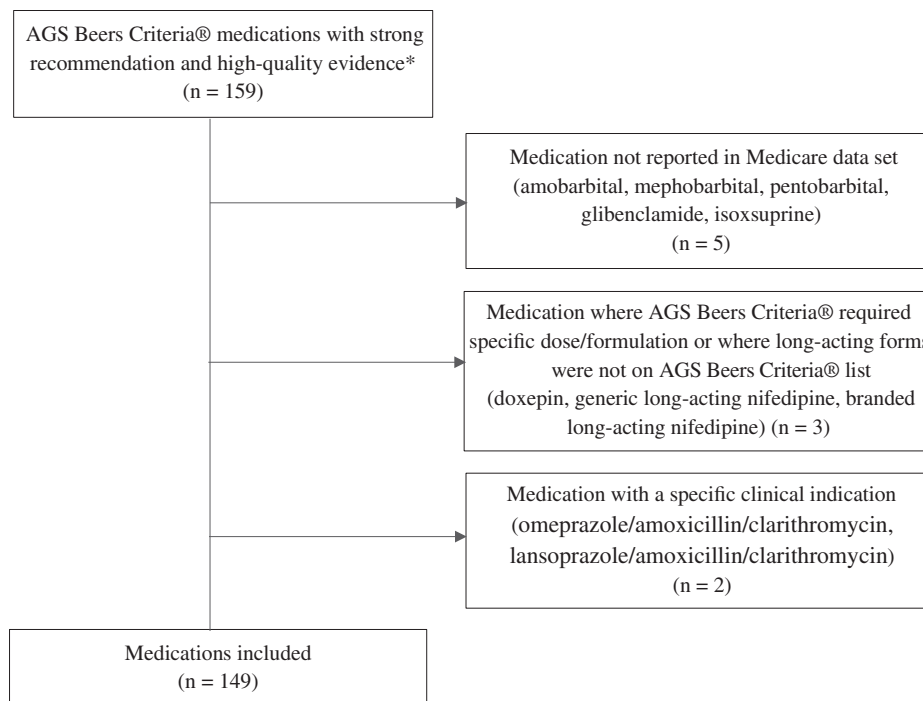 AGS Beers Criteria® medications with strong
recommendation and high-quality evidence*
(n = 159)
Medication not reported in Medicare data set
(amobarbital, mephobarbital, pentobarbital,
glibenclamide, isoxsuprine)
(n = 5)
Medication where AGS Beers Criteria® required
specific dose/formulation or where long-acting forms
were not on AGS Beers Criteria® list
(doxepin, generic long-acting nifedipine, branded
long-acting nifedipine) (n = 3)
Medication with a specific clinical indication
(omeprazole/amoxicillin/clarithromycin,
lansoprazole/amoxicillin/clarithromycin)
(n = 2)
Medications included
(n = 149)